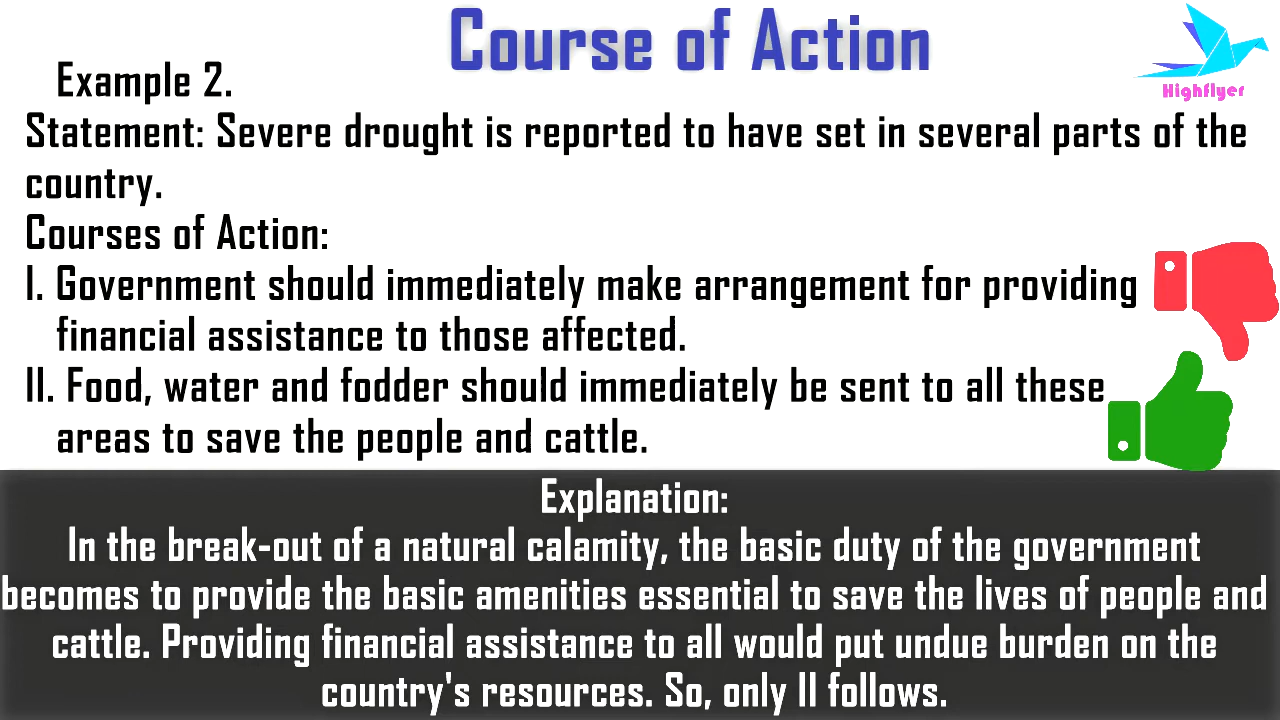 Course of Action
Highflyer
Example 2.
Statement: Severe drought is reported to have set in several parts of the
country.
Courses of Action:
I. Government should immediately make arrangement for providing
financial assistance to those affected.
II. Food, water and fodder should immediately be sent to all these
areas to save the people and cattle.
Explanation:
In the break-out of a natural calamity, the basic duty of the government
becomes to provide the basic amenities essential to save the lives of people and
cattle. Providing financial assistance to all would put undue burden on the
country's resources. So, only II follows.